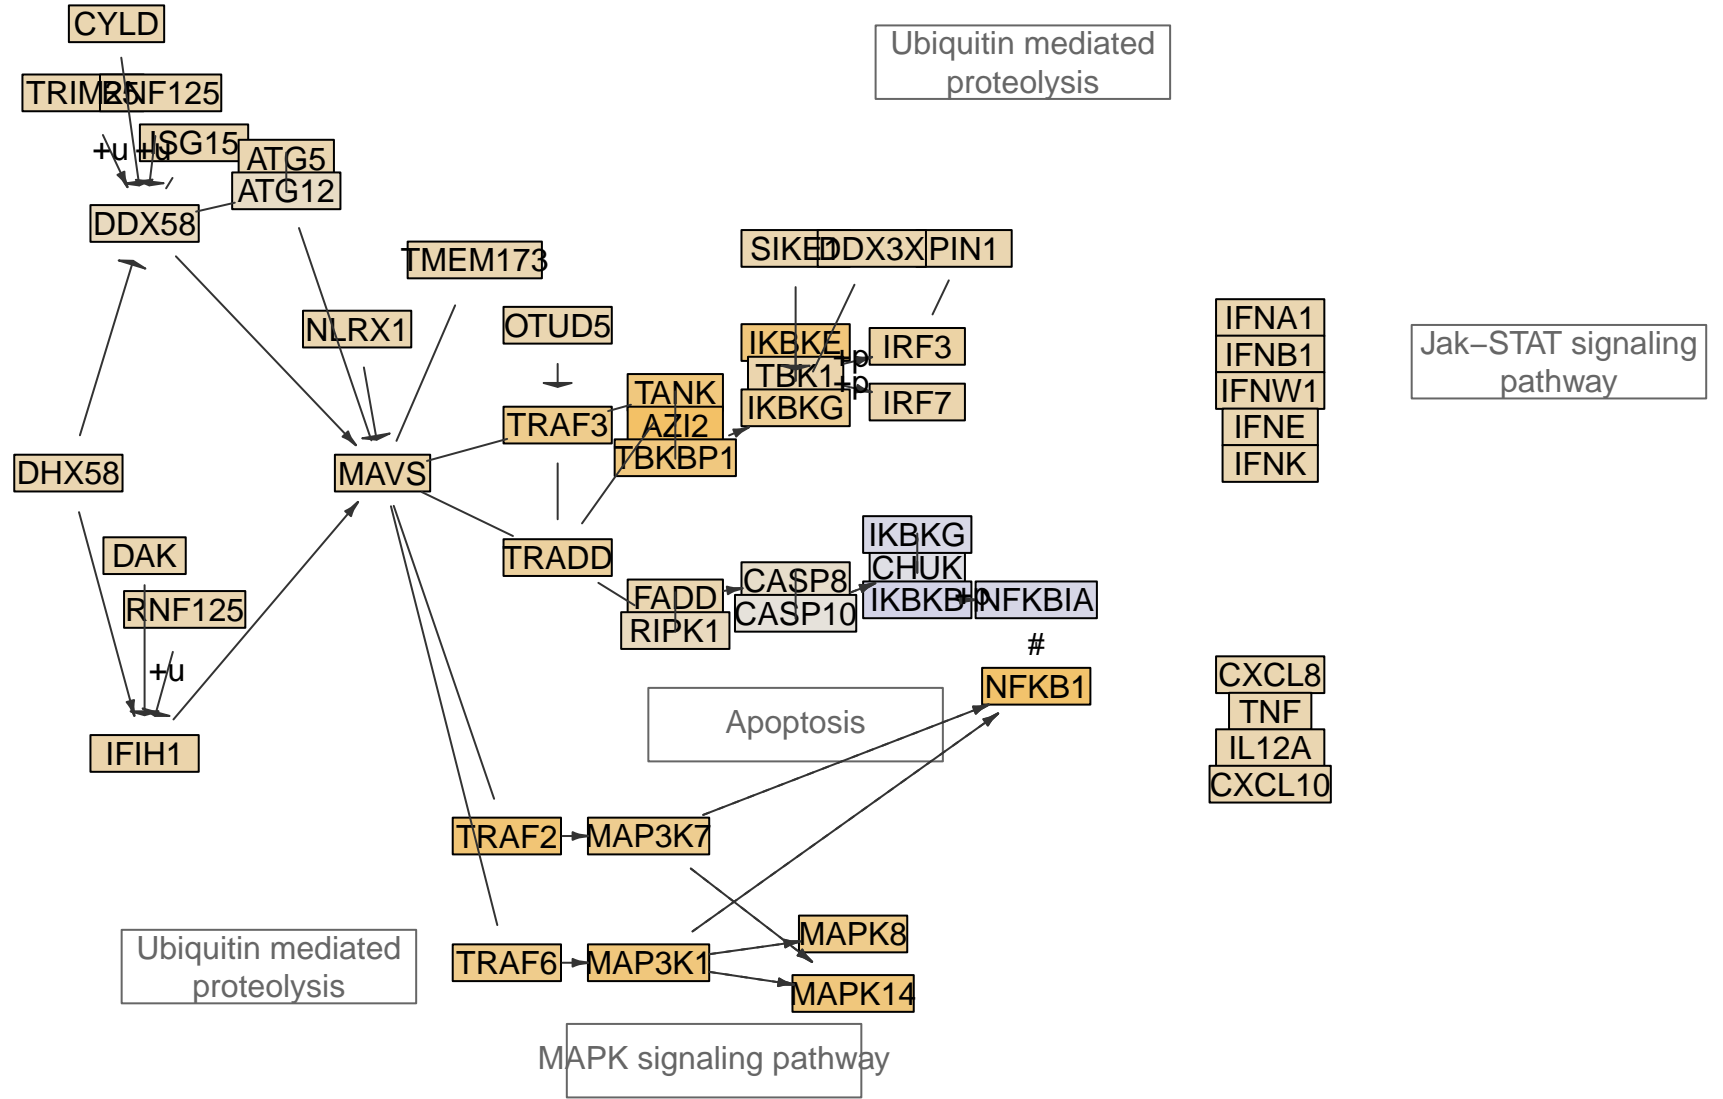 CYLD
Ubiquitin mediated
proteolysis
TRIM25
RNF125
ISG15
+u
+u
ATG5
ATG12
DDX58
TMEM173
SIKE1
DDX3X
PIN1
NLRX1
OTUD5
IKBKE
TBK1
IKBKG
+p
+p
IRF3
IRF7
IFNA1
IFNB1
IFNW1
IFNE
IFNK
Jak−STAT signaling
pathway
TANK
AZI2
TBKBP1
TRAF3
DHX58
MAVS
DAK
RNF125
+u
IFIH1
TRADD
FADD
RIPK1
CASP8
CASP10
IKBKG
CHUK
IKBKB
+p
NFKBIA
#
NFKB1
Apoptosis
CXCL8
TNF
IL12A
CXCL10
TRAF2
MAP3K7
TRAF6
MAP3K1
MAPK8
MAPK14
Ubiquitin mediated
proteolysis
MAPK signaling pathway